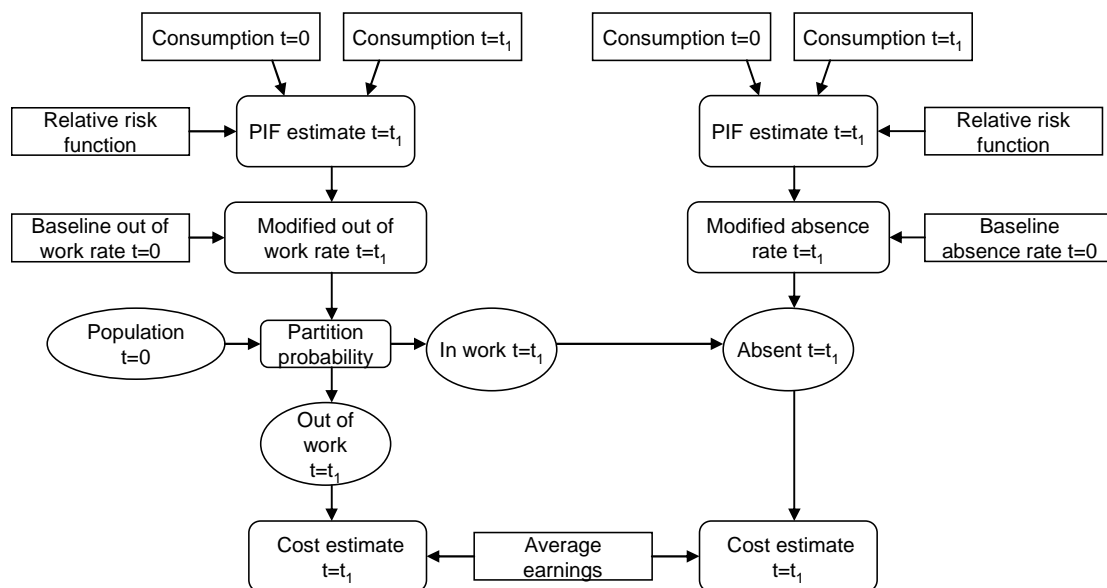 Consumption t=0
Consumption t=t₁
Consumption t=0
Consumption t=t₁
Relative risk
function
PIF estimate t=t₁
PIF estimate t=t₁
Relative risk
function
Baseline out of
work rate t=0
Modified out of
work rate t=t₁
Modified absence
rate t=t₁
Baseline
absence rate t=0
Population
t=0
Partition
probability
In work t=t₁
Absent t=t₁
Out of
work
t=t₁
Cost estimate
t=t₁
Average
earnings
Cost estimate
t=t₁